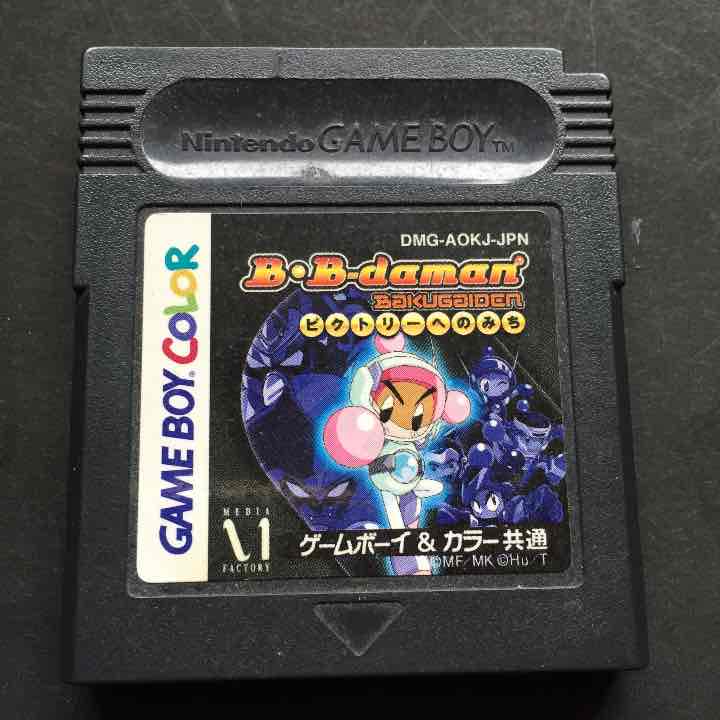 Nintendo GAME BOY™
DMG-AOKJ-JPN
B・B-daman
BAKUGAIDEN
ビクトリーへのみち
GAME BOY COLOR
MEDIA
FACTORY
ゲームボーイ & カラー共通
©MF/MK ©Hu/T